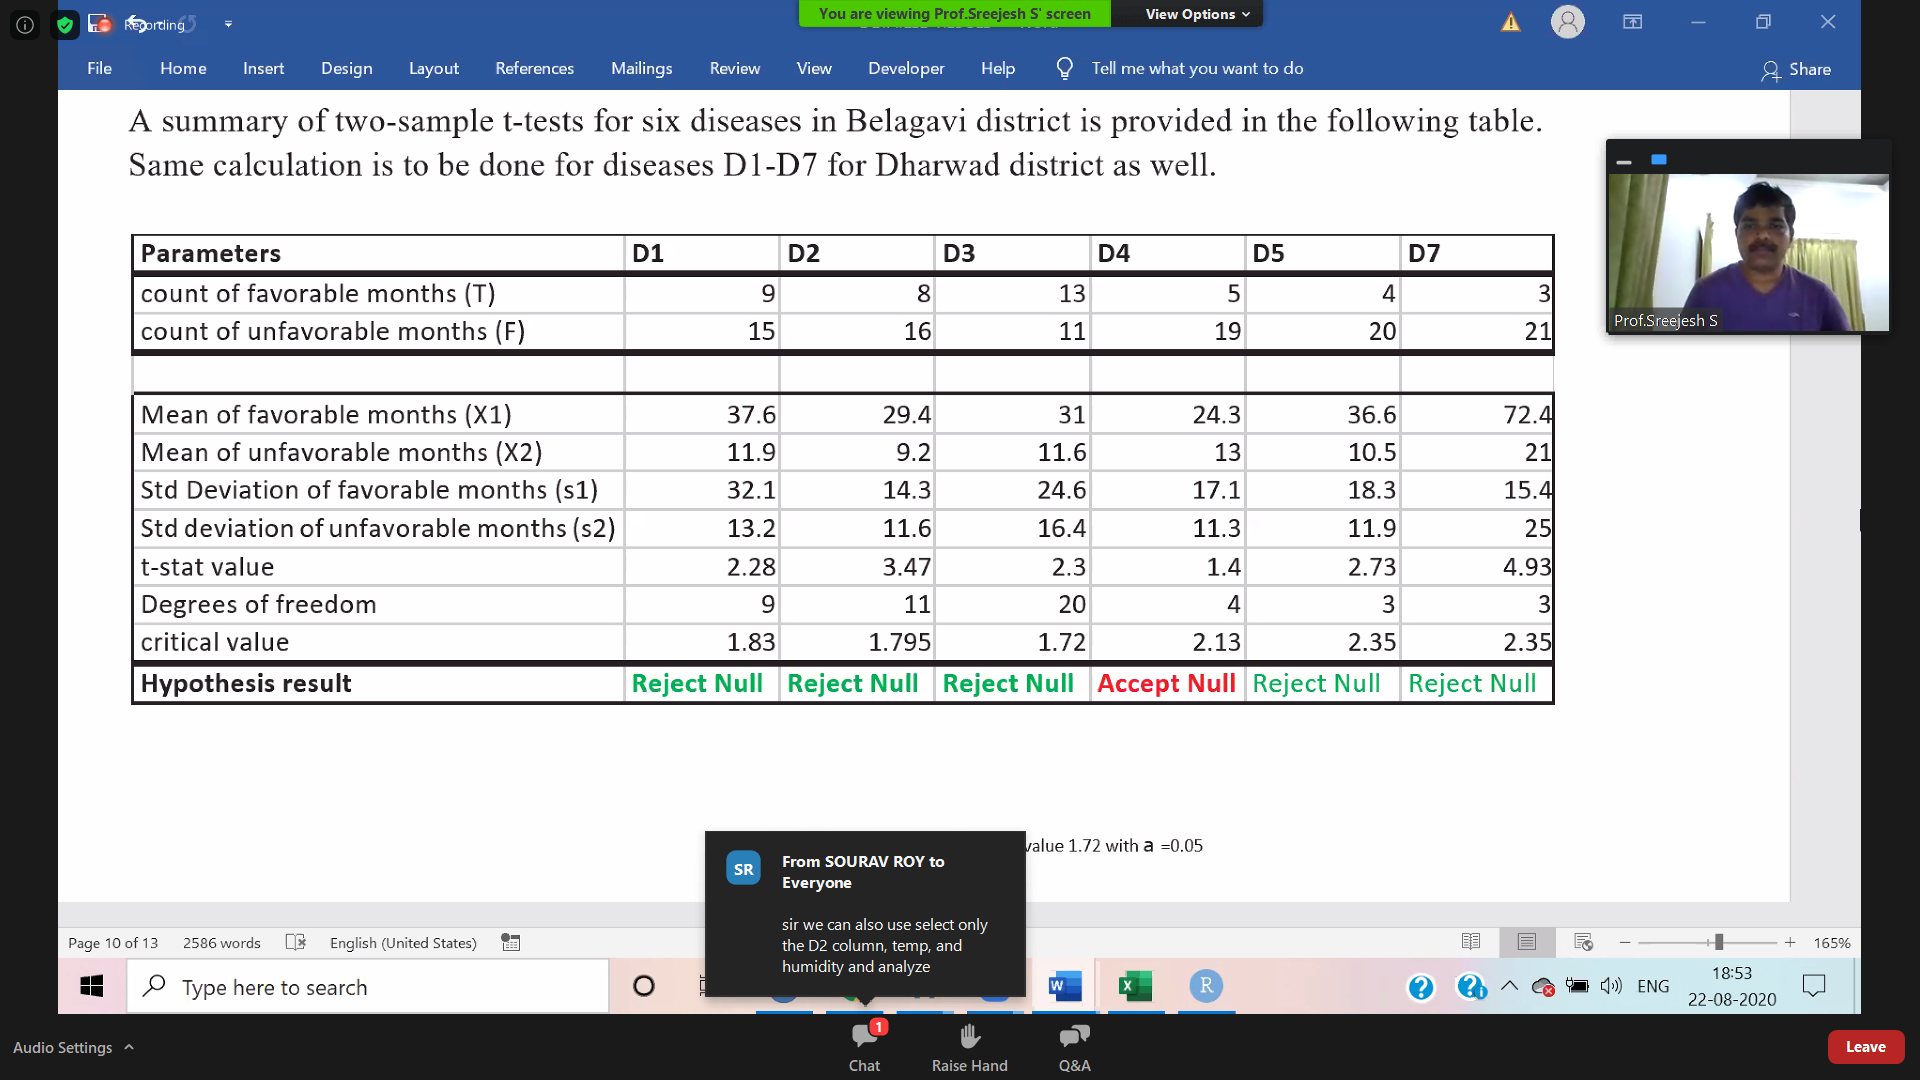 Recording
You are viewing Prof.Sreejesh S' screen
View Options
File Home Insert Design Layout References Mailings Review View Developer Help Tell me what you want to do Share
A summary of two-sample t-tests for six diseases in Belagavi district is provided in the following table.
Same calculation is to be done for diseases D1-D7 for Dharwad district as well.
Prof.Sreejesh S
Parameters D1 D2 D3 D4 D5 D7
count of favorable months (T) 9 8 13 5 4 3
count of unfavorable months (F) 15 16 11 19 20 21
Mean of favorable months (X1) 37.6 29.4 31 24.3 36.6 72.4
Mean of unfavorable months (X2) 11.9 9.2 11.6 13 10.5 21
Std Deviation of favorable months (s1) 32.1 14.3 24.6 17.1 18.3 15.4
Std deviation of unfavorable months (s2) 13.2 11.6 16.4 11.3 11.9 25
t-stat value 2.28 3.47 2.3 1.4 2.73 4.93
Degrees of freedom 9 11 20 4 3 3
critical value 1.83 1.795 1.72 2.13 2.35 2.35
Hypothesis result Reject Null Reject Null Reject Null Accept Null Reject Null Reject Null
value 1.72 with a =0.05
SR
From SOURAV ROY to
Everyone
sir we can also use select only
the D2 column, temp, and
humidity and analyze
Page 10 of 13 2586 words English (United States) 165%
Type here to search
W X R
ENG
18:53
22-08-2020
Audio Settings
1
Chat
Raise Hand
Q&A
Leave